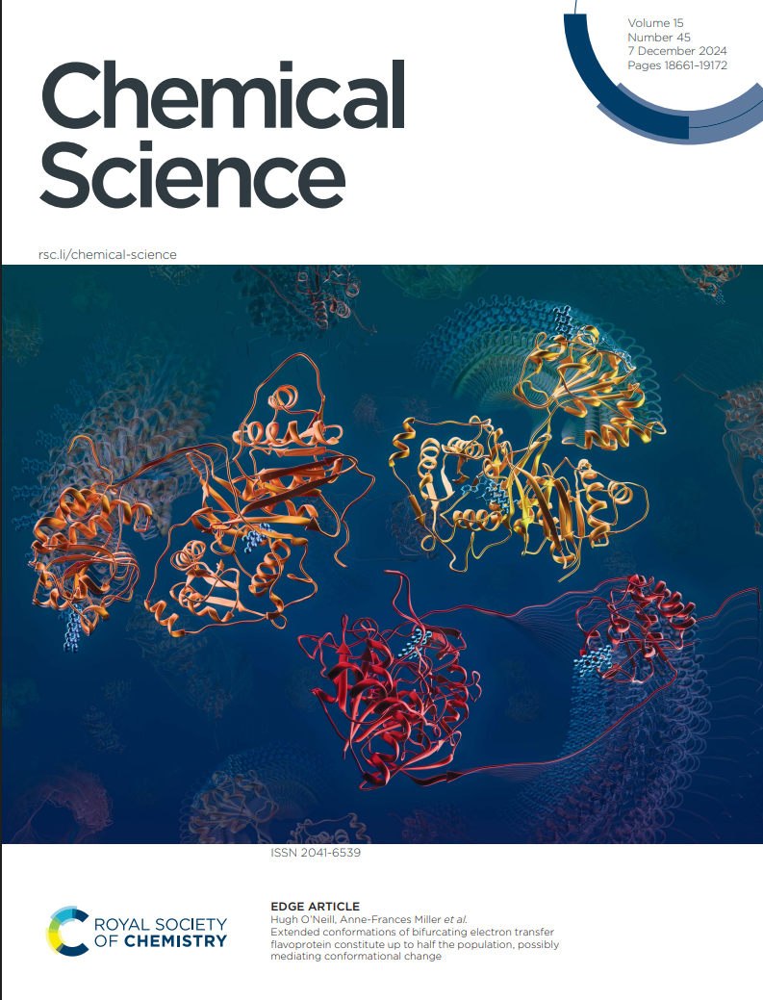 Volume 15
Number 45
7 December 2024
Pages 18661–19172
Chemical
Science
rsc.li/chemical-science
ISSN 2041-6539
ROYAL SOCIETY
OF CHEMISTRY
EDGE ARTICLE
Hugh O’Neill, Anne-Frances Miller et al.
Extended conformations of bifurcating electron transfer
flavoprotein constitute up to half the population, possibly
mediating conformational change